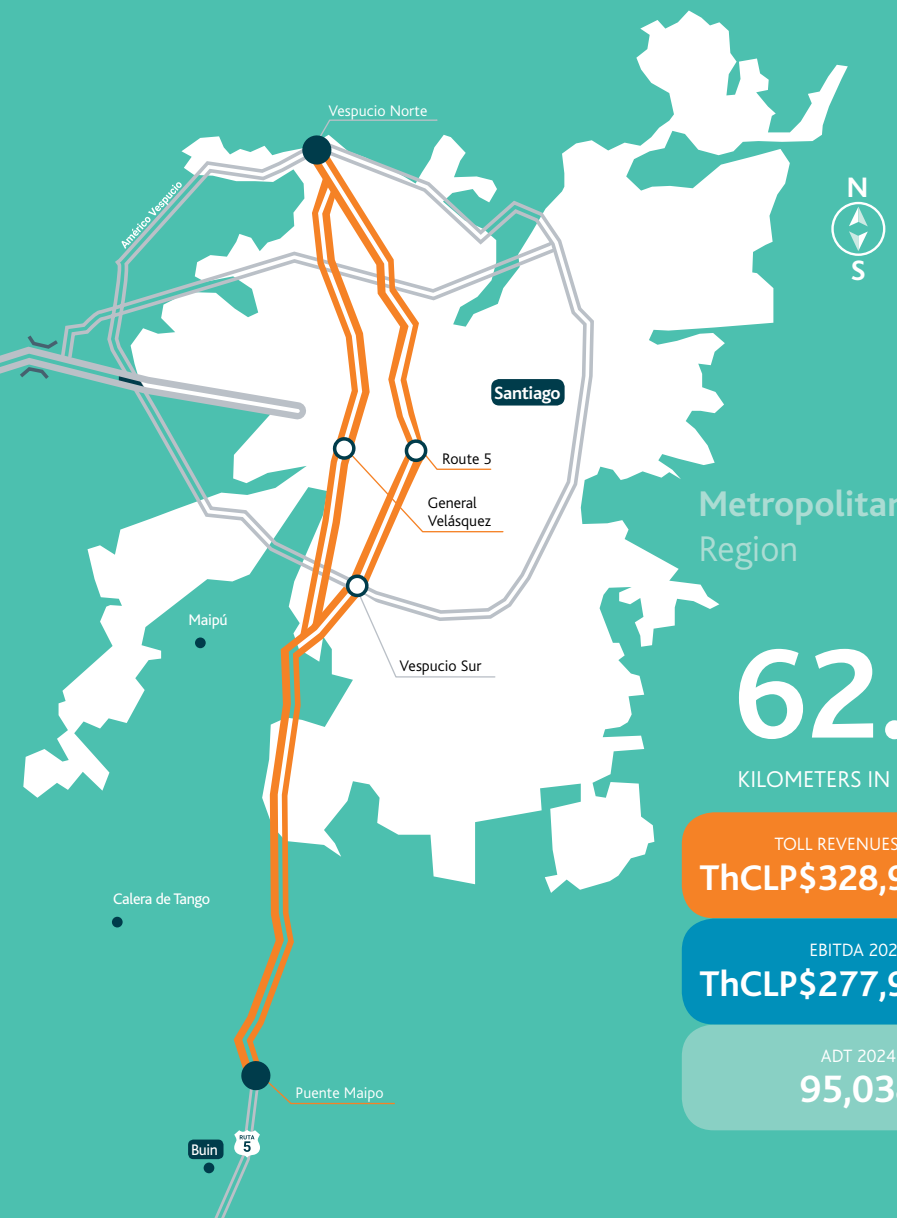 Vespucio Norte
Américo Vespucio
N
S
Santiago
Route 5
General
Velásquez
Metropolitan
Region
Maipú
Vespucio Sur
62.
KILOMETERS IN
TOLL REVENUES
ThCLP$328,9
Calera de Tango
EBITDA 202
ThCLP$277,9
ADT 2024
95,03
Puente Maipo
RUTA
5
Buin